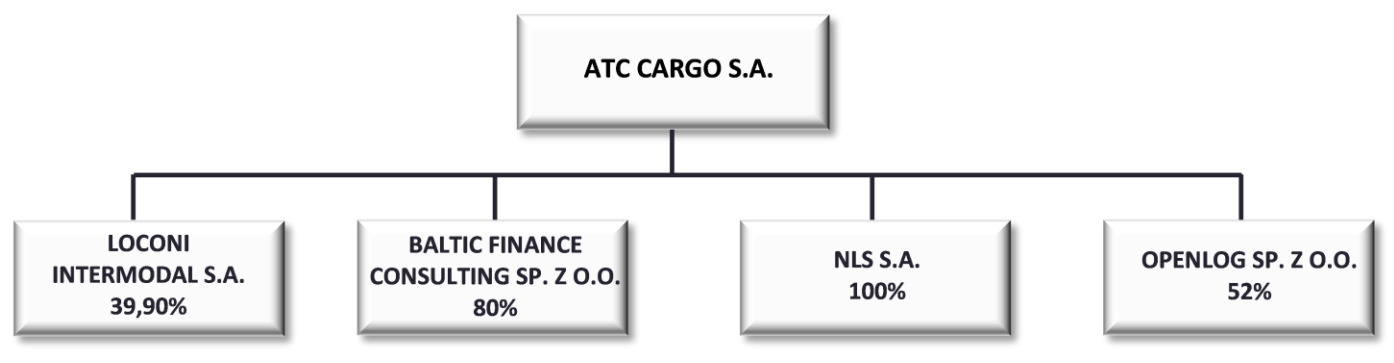 ATC CARGO S.A.
LOCONI
INTERMODAL S.A.
39,90%
BALTIC FINANCE
CONSULTING SP. Z O.O.
80%
NLS S.A.
100%
OPENLOG SP. Z O.O.
52%